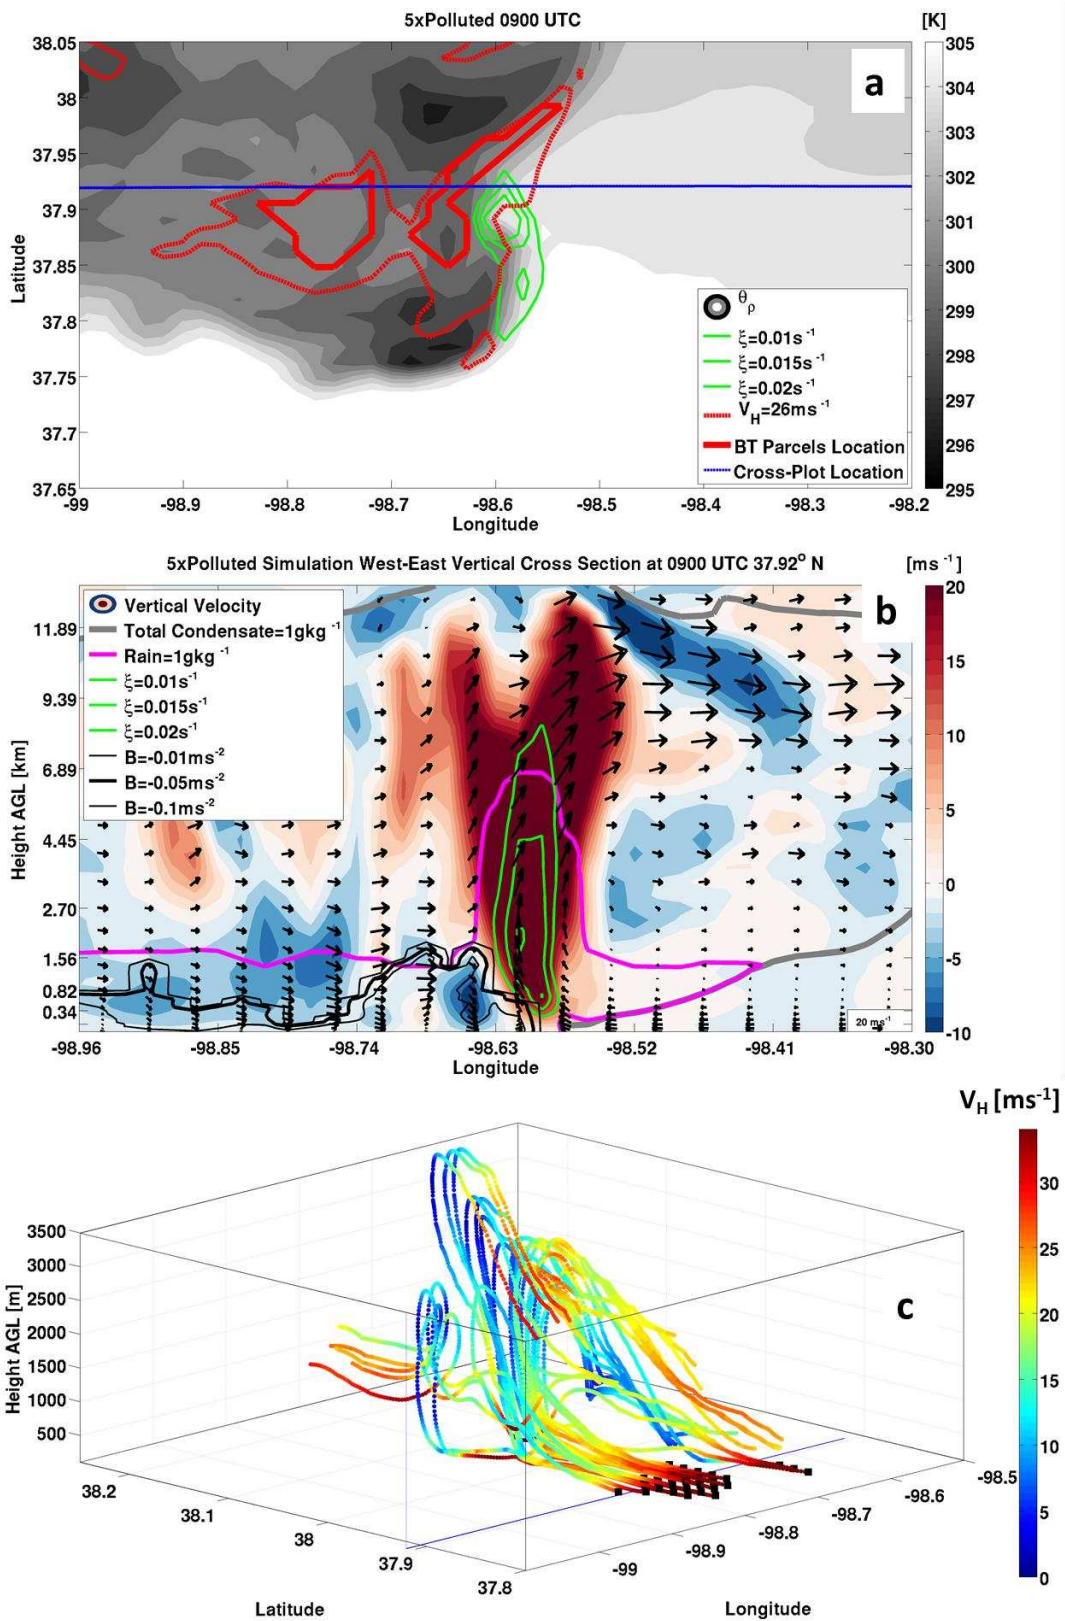 5xPolluted 0900 UTC
[K]
a
38.05
38
37.95
37.9
37.85
37.8
37.75
37.7
37.65
Latitude
-99
-98.9
-98.8
-98.7
-98.6
-98.5
-98.4
-98.3
-98.2
Longitude
θρ
ξ=0.01s⁻¹
ξ=0.015s⁻¹
ξ=0.02s⁻¹
V_H=26ms⁻¹
BT Parcels Location
Cross-Plot Location
305
304
303
302
301
300
299
298
297
296
295
5xPolluted Simulation West-East Vertical Cross Section at 0900 UTC 37.92° N
[ms⁻¹]
b
Vertical Velocity
Total Condensate=1gkg⁻¹
Rain=1gkg⁻¹
ξ=0.01s⁻¹
ξ=0.015s⁻¹
ξ=0.02s⁻¹
B=-0.01ms⁻²
B=-0.05ms⁻²
B=-0.1ms⁻²
11.89
9.39
6.89
4.45
2.70
1.56
0.82
0.34
Height AGL [km]
20 ms⁻¹
-98.96
-98.85
-98.74
-98.63
-98.52
-98.41
-98.30
Longitude
20
15
10
5
0
-5
-10
V_H [ms⁻¹]
c
3500
3000
2500
2000
1500
1000
500
Height AGL [m]
38.2
38.1
38
37.9
37.8
Latitude
-99
-98.9
-98.8
-98.7
-98.6
-98.5
Longitude
30
25
20
15
10
5
0